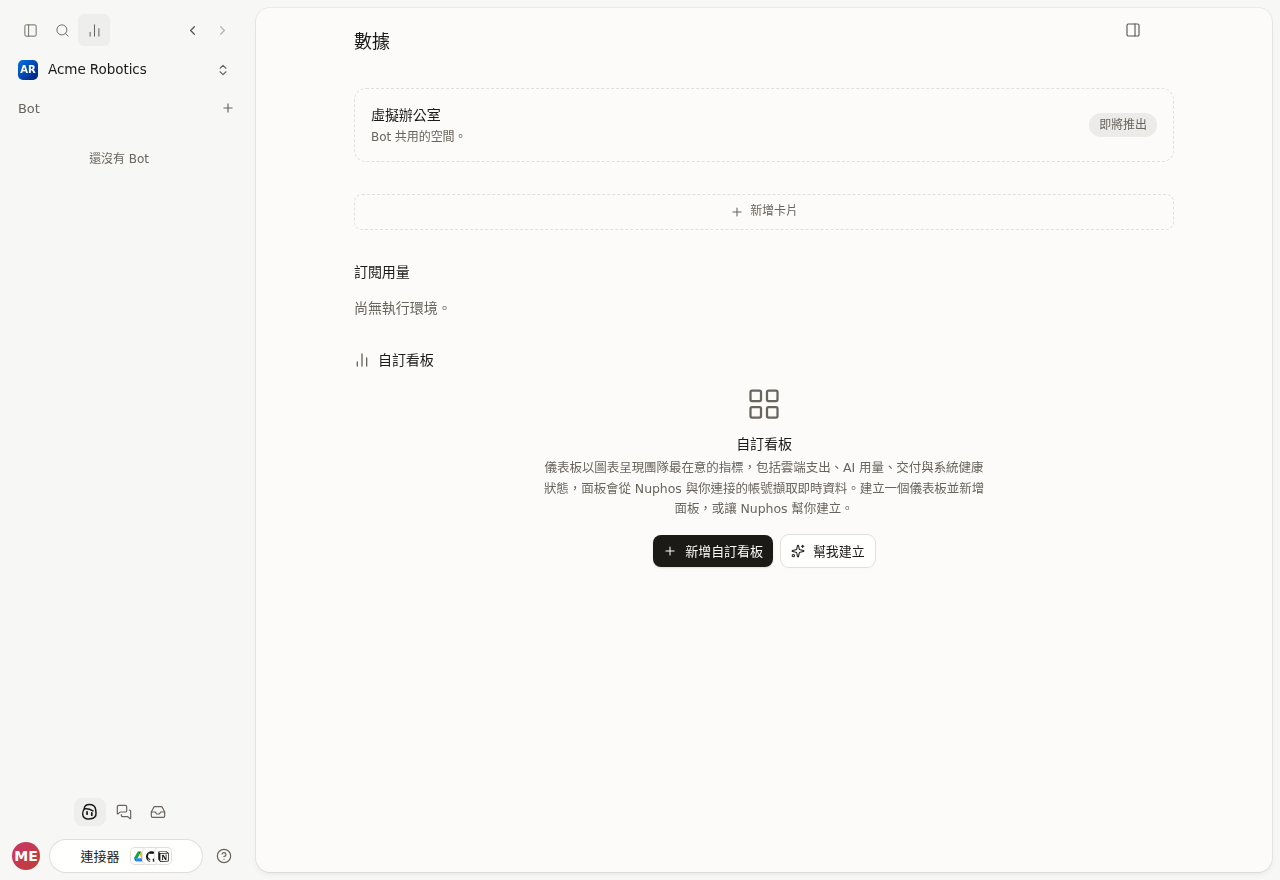 數據
AR Acme Robotics
Bot
還沒有 Bot
虛擬辦公室
Bot 共用的空間。
即將推出
新增卡片
訂閱用量
尚無執行環境。
自訂看板
自訂看板
儀表板以圖表呈現團隊最在意的指標，包括雲端支出、AI 用量、交付與系統健康
狀態，面板會從 Nuphos 與你連接的帳號擷取即時資料。建立一個儀表板並新增
面板，或讓 Nuphos 幫你建立。
新增自訂看板
幫我建立
ME
連接器